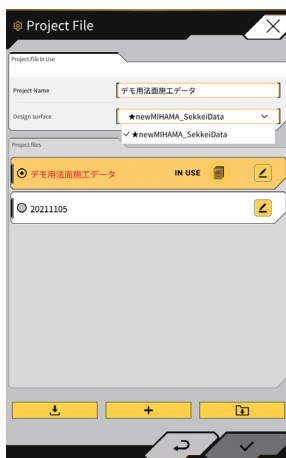 Project File
Project File In Use
Project Name
デモ用法面施工データ
Design surface
★newMIHAMA_SekkeiData
✓ ★newMIHAMA_SekkeiData
Project files
デモ用法面施工データ
IN USE
20211105